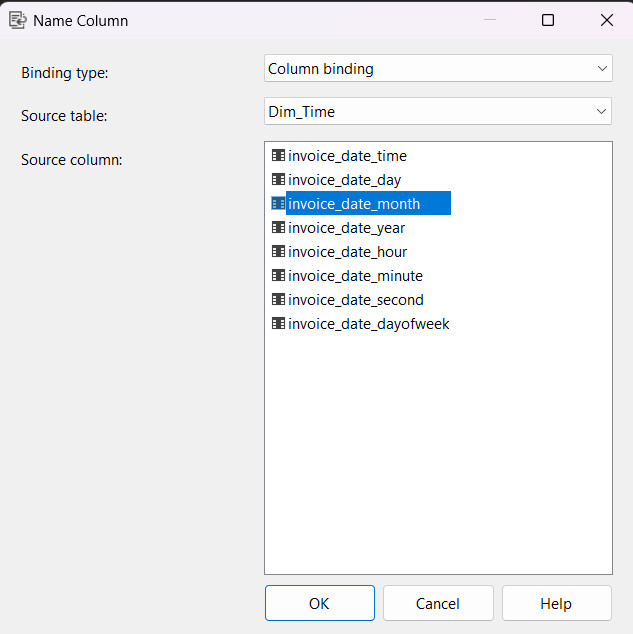 Name Column
Binding type:
Column binding
Source table:
Dim_Time
Source column:
invoice_date_time
invoice_date_day
invoice_date_month
invoice_date_year
invoice_date_hour
invoice_date_minute
invoice_date_second
invoice_date_dayofweek
OK
Cancel
Help